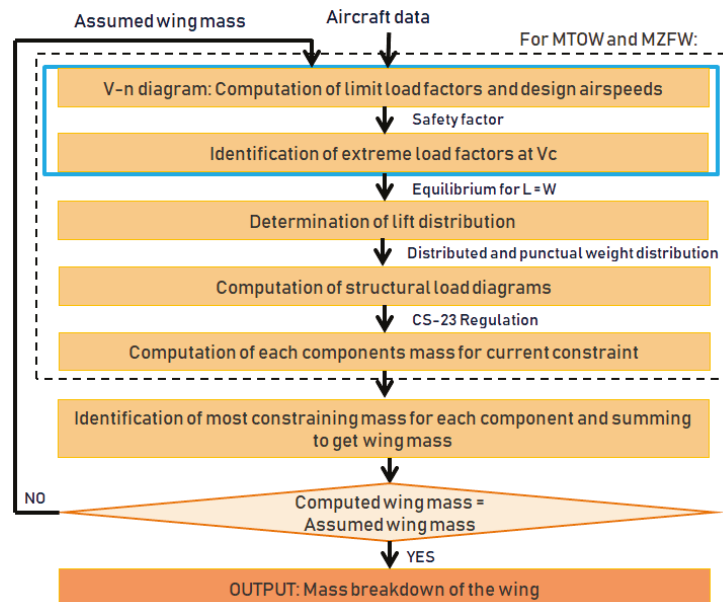 Assumed wing mass
Aircraft data
For MTOW and MZFW:
V-n diagram: Computation of limit load factors and design airspeeds
Safety factor
Identification of extreme load factors at Vc
Equilibrium for L=W
Determination of lift distribution
Distributed and punctual weight distribution
Computation of structural load diagrams
CS-23 Regulation
Computation of each components mass for current constraint
Identification of most constraining mass for each component and summing
to get wing mass
NO
Computed wing mass =
Assumed wing mass
YES
OUTPUT: Mass breakdown of the wing